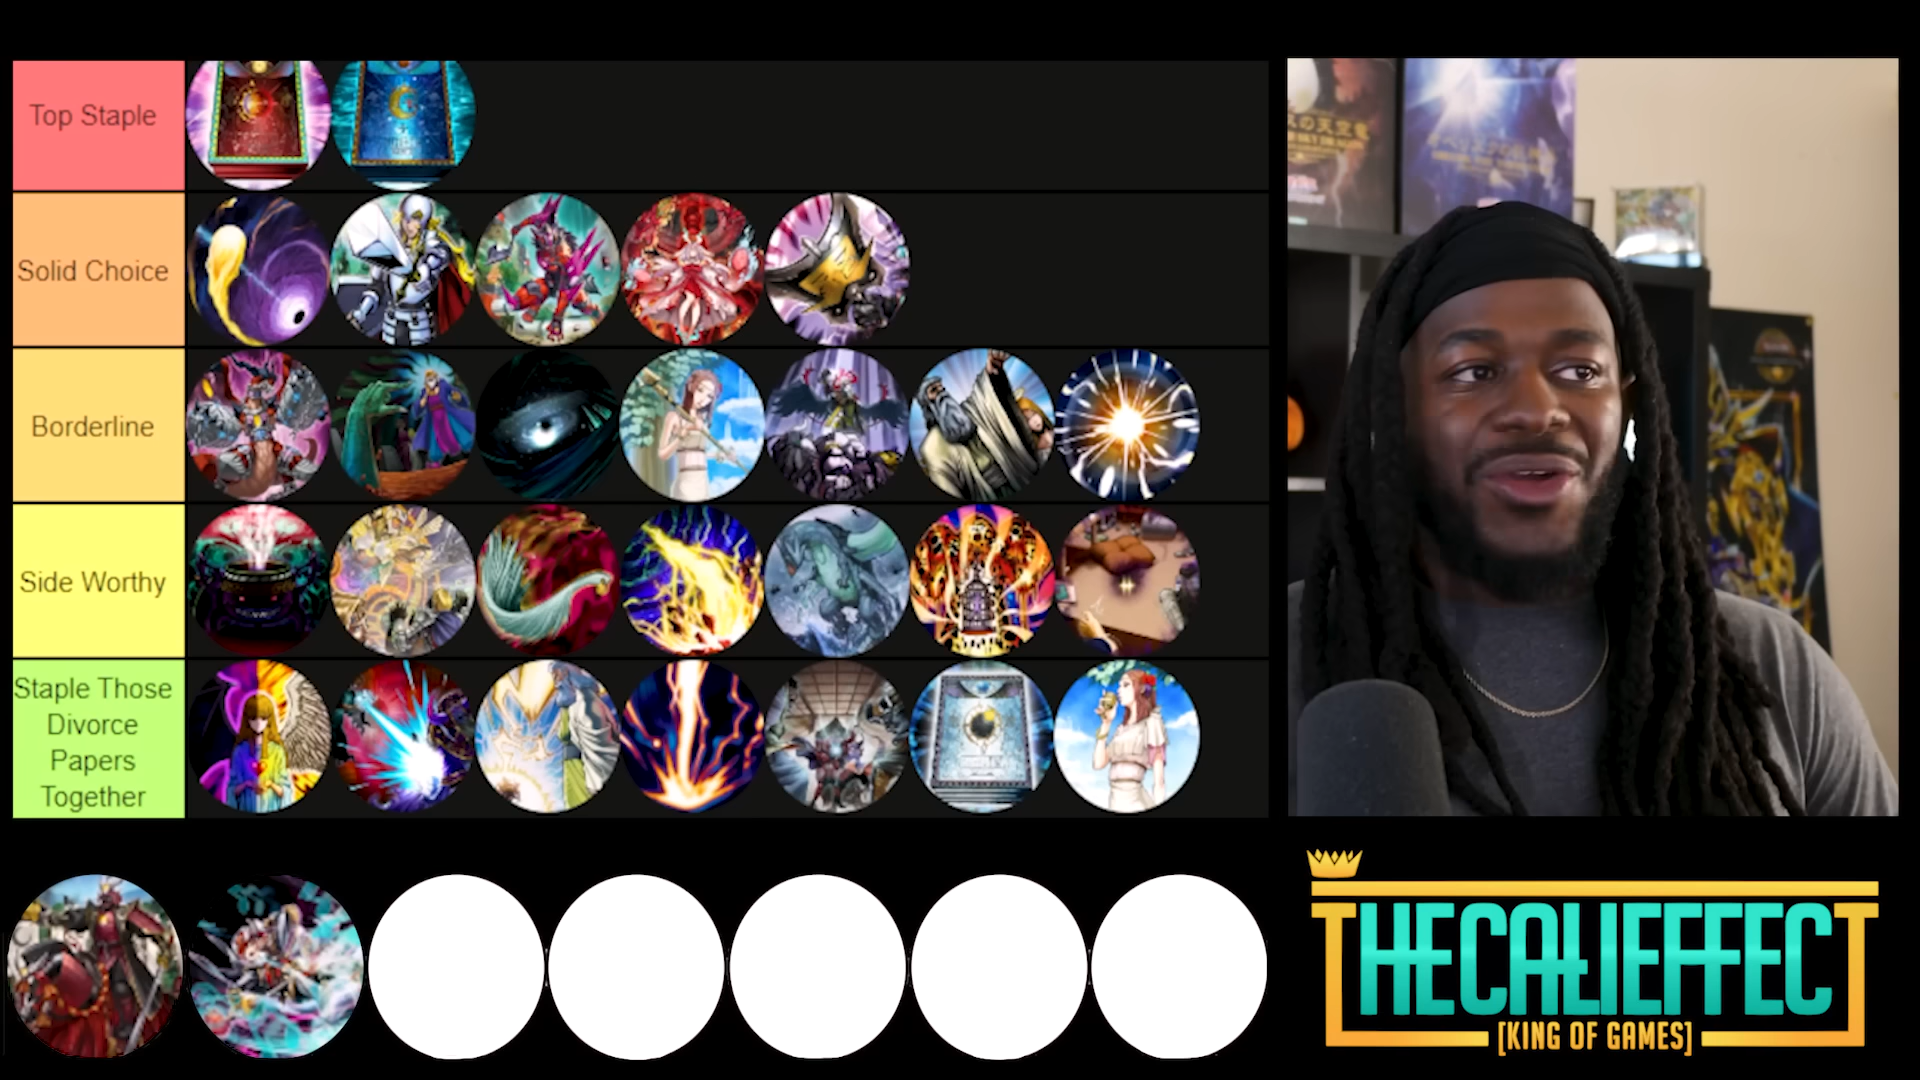 Top Staple
Solid Choice
Borderline
Side Worthy
Staple Those
Divorce
Papers
Together
THECALIEFFECT
[KING OF GAMES]